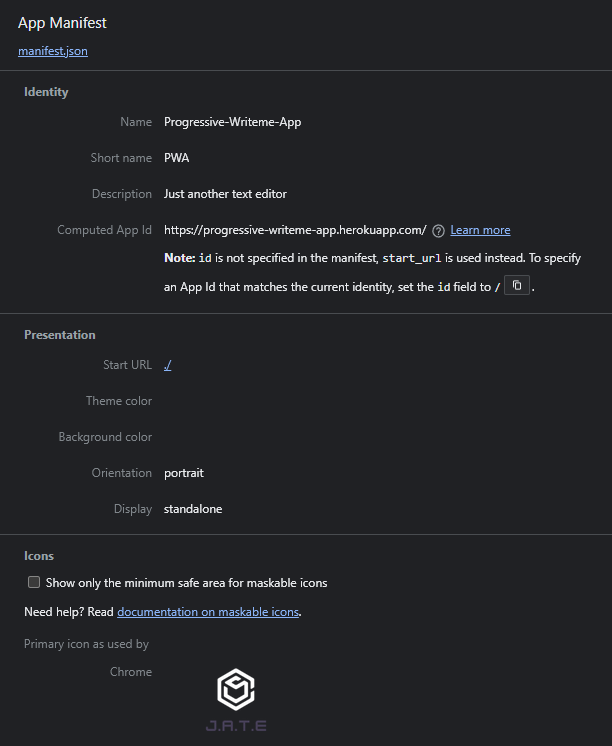 App Manifest
manifest.json
Identity
Name Progressive-Writeme-App
Short name PWA
Description Just another text editor
Computed App Id https://progressive-writeme-app.herokuapp.com/ ? Learn more
Note: id is not specified in the manifest, start_url is used instead. To specify
an App Id that matches the current identity, set the id field to / .
Presentation
Start URL ./
Theme color
Background color
Orientation portrait
Display standalone
Icons
Show only the minimum safe area for maskable icons
Need help? Read documentation on maskable icons.
Primary icon as used by
Chrome
J.A.T.E